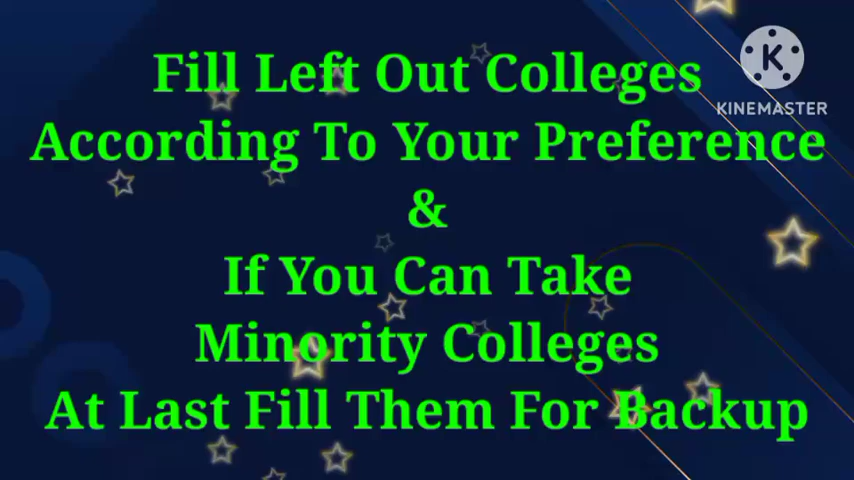 Fill Left Out Colleges
According To Your Preference
&
If You Can Take
Minority Colleges
At Last Fill Them For Backup
K
KINEMASTER